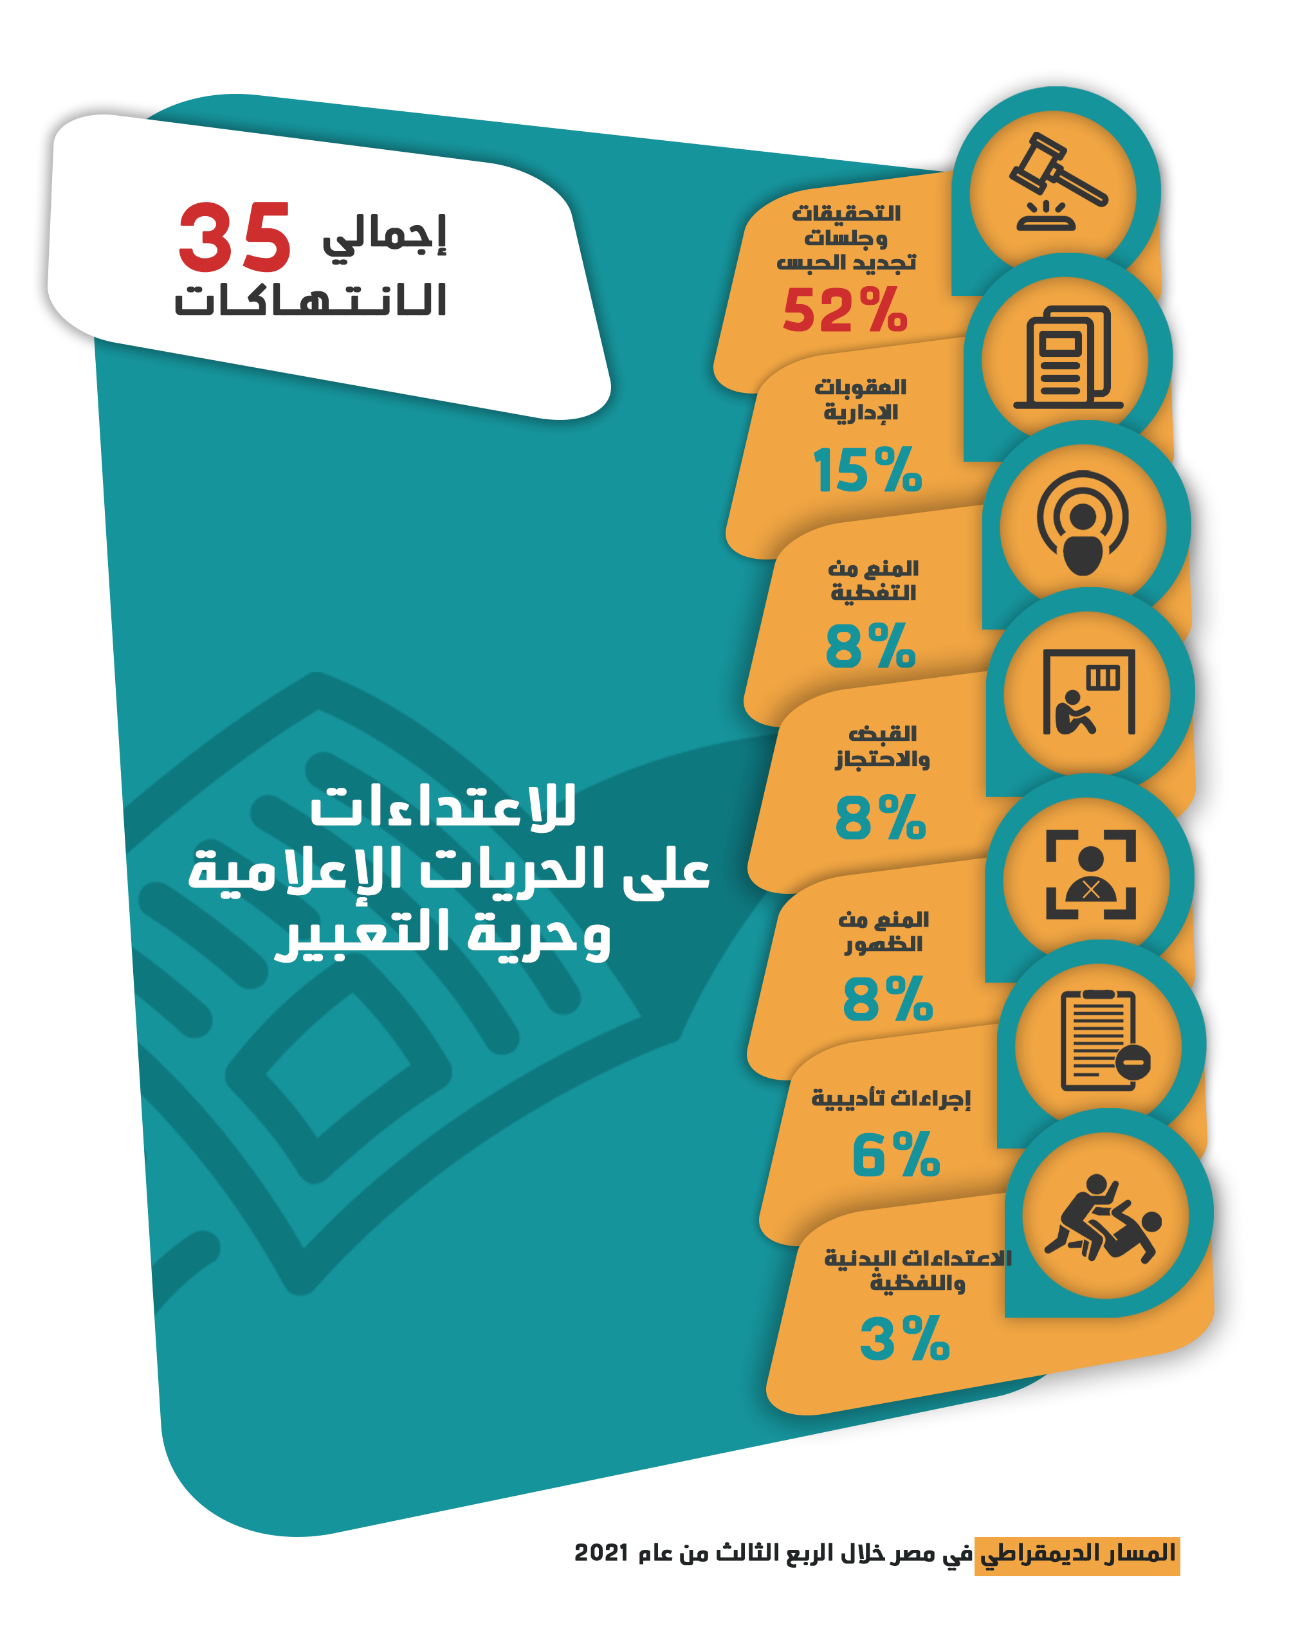 إجمالي 35
الانتهاكات
للاعتداءات
على الحريات الإعلامية
وحرية التعبير
التحقيقات
وجلسات
تجديد الحبس
52%
العقوبات
الإدارية
15%
المنع من
التغطية
8%
القبض
والاحتجاز
8%
المنع من
الظهور
8%
إجراءات تأديبية
6%
الاعتداءات البدنية
واللفظية
3%
المسار الديمقراطي في مصر خلال الربع الثالث من عام 2021